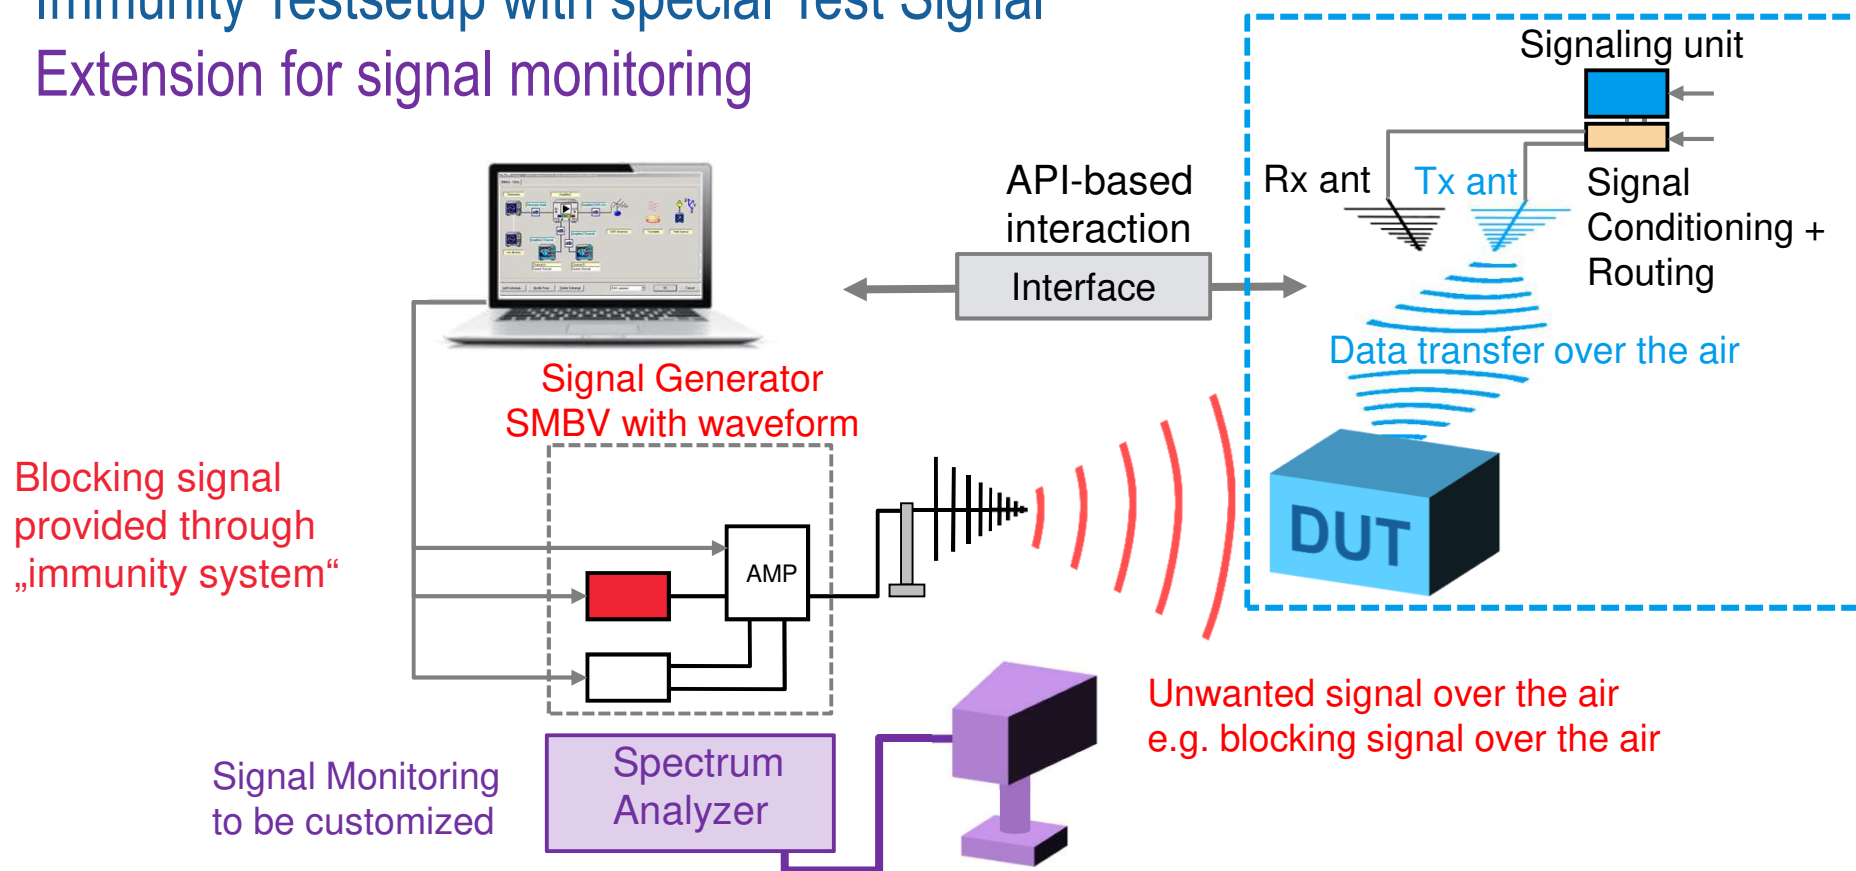 Immunity Testsetup with special Test Signal
Extension for signal monitoring
Signaling unit
API-based
interaction
Interface
Rx ant
Tx ant
Signal
Conditioning +
Routing
Data transfer over the air
Signal Generator
SMBV with waveform
Blocking signal
provided through
„immunity system“
AMP
DUT
Unwanted signal over the air
e.g. blocking signal over the air
Signal Monitoring
to be customized
Spectrum
Analyzer